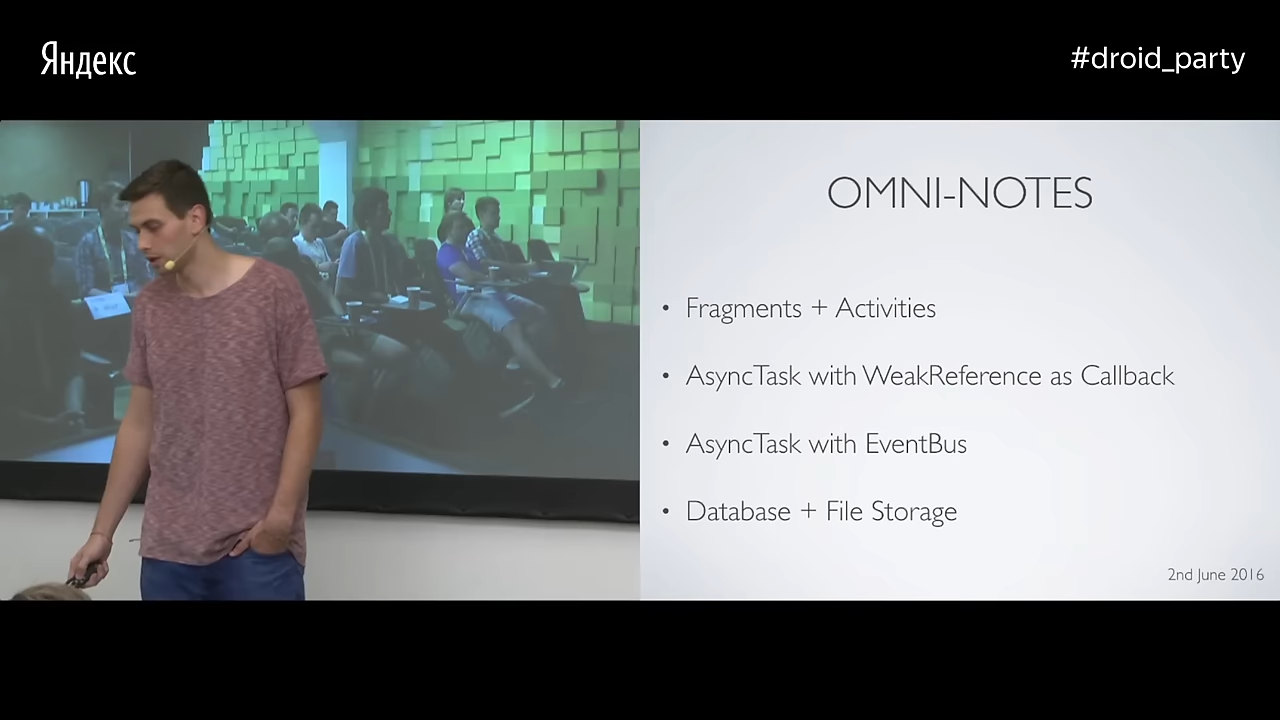 Яндекс
#droid_party
OMNI-NOTES
• Fragments + Activities
• AsyncTask with WeakReference as Callback
• AsyncTask with EventBus
• Database + File Storage
2nd June 2016